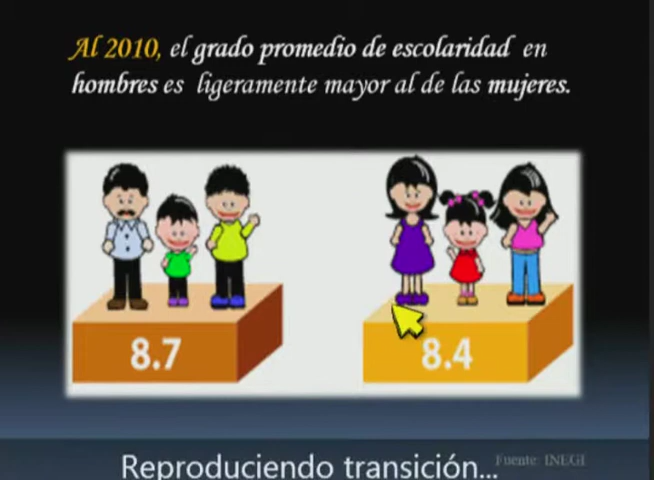 Al 2010, el grado promedio de escolaridad en
hombres es ligeramente mayor al de las mujeres.
8.7
8.4
Fuente: INEGI
Reproduciendo transición...